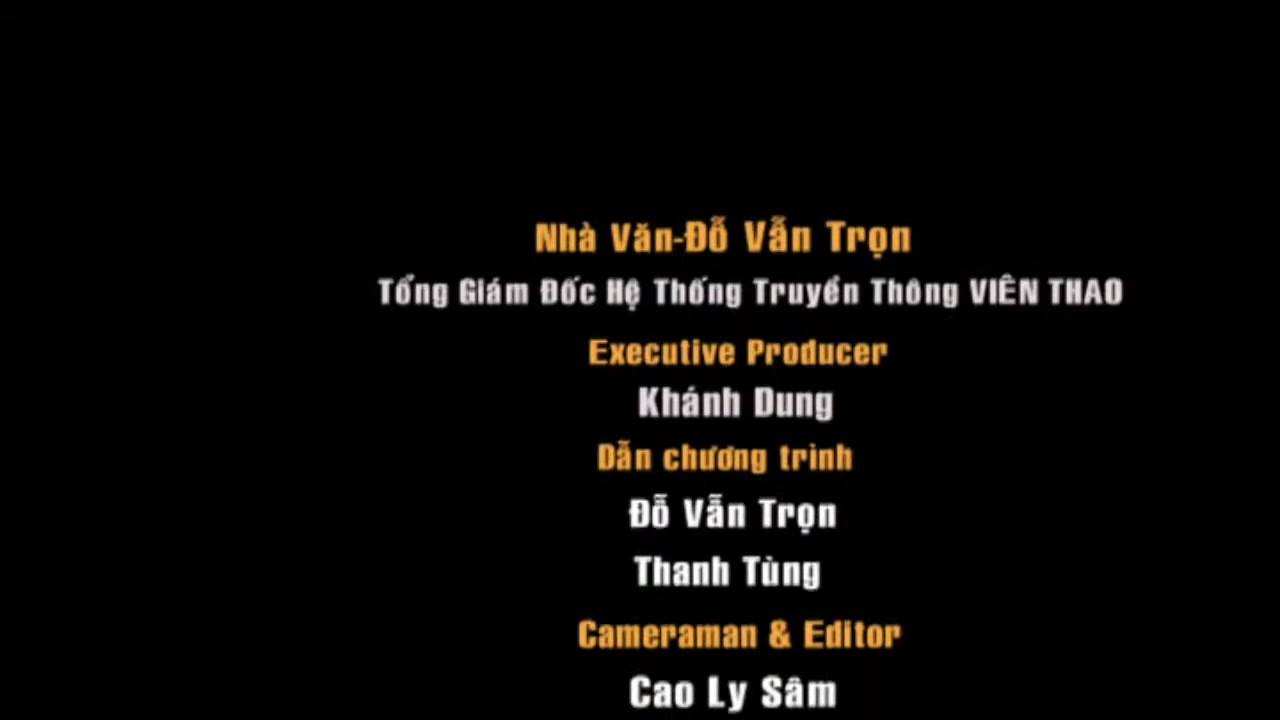 Nhà Văn-Đỗ Vẫn Trọn
Tổng Giám Đốc Hệ Thống Truyền Thông VIÊN THAO
Executive Producer
Khánh Dung
Dẫn chương trinh
Đỗ Vẫn Trọn
Thanh Tùng
Cameraman & Editor
Cao Ly Sâm